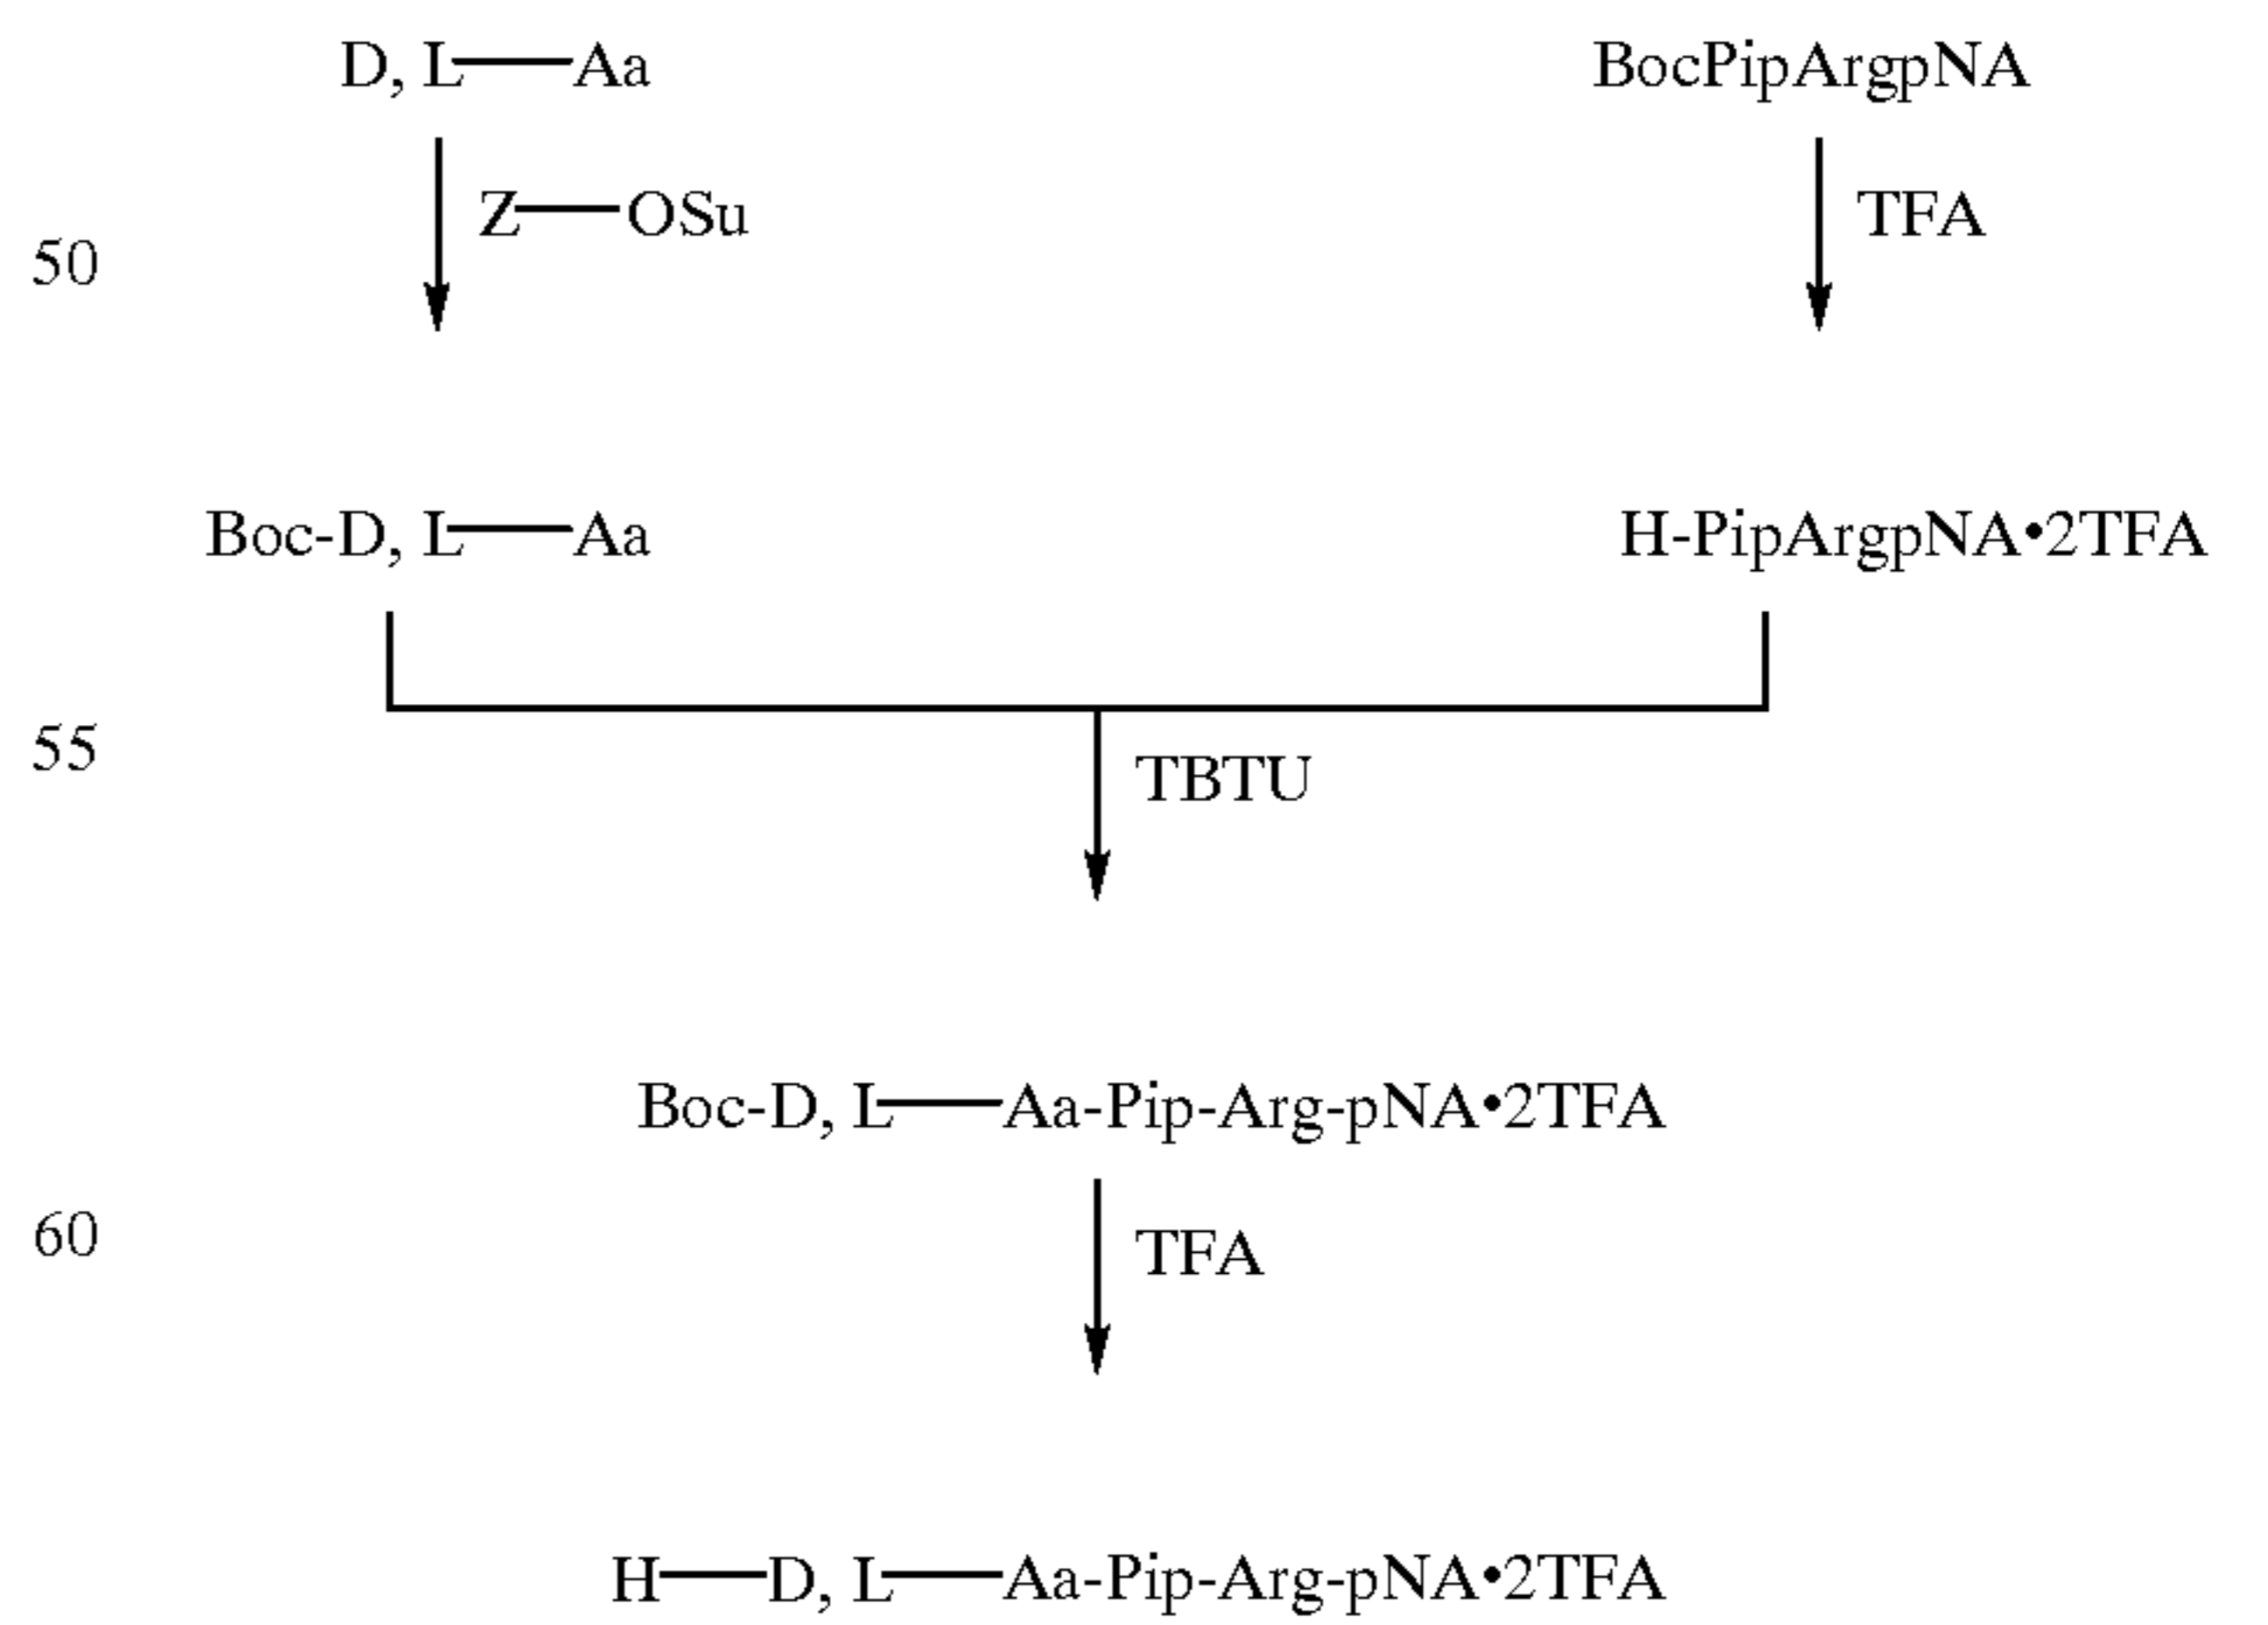 D, L—Aa BocPipArgpNA
Z—OSu TFA
50
Boc-D, L—Aa H-PipArgpNA•2TFA
55
TBTU
Boc-D, L—Aa-Pip-Arg-pNA•2TFA
60
TFA
H—D, L—Aa-Pip-Arg-pNA•2TFA